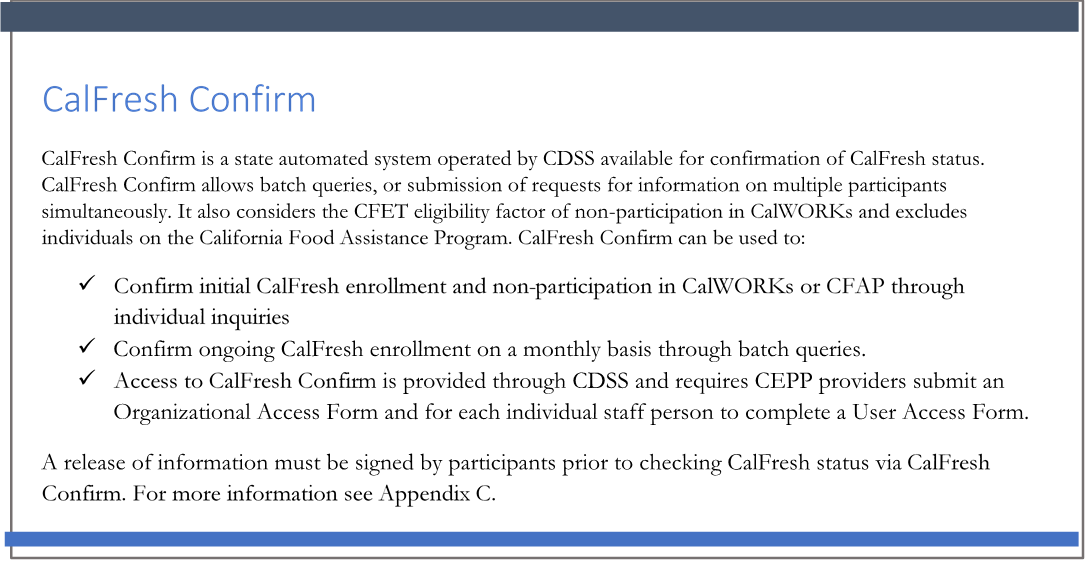 CalFresh Confirm
CalFresh Confirm is a state automated system operated by CDSS available for confirmation of CalFresh status.
CalFresh Confirm allows batch queries, or submission of requests for information on multiple participants
simultaneously. It also considers the CFET eligibility factor of non-participation in CalWORKs and excludes
individuals on the California Food Assistance Program. CalFresh Confirm can be used to:
✓ Confirm initial CalFresh enrollment and non-participation in CalWORKs or CFAP through
individual inquiries
✓ Confirm ongoing CalFresh enrollment on a monthly basis through batch queries.
✓ Access to CalFresh Confirm is provided through CDSS and requires CEPP providers submit an
Organizational Access Form and for each individual staff person to complete a User Access Form.
A release of information must be signed by participants prior to checking CalFresh status via CalFresh
Confirm. For more information see Appendix C.